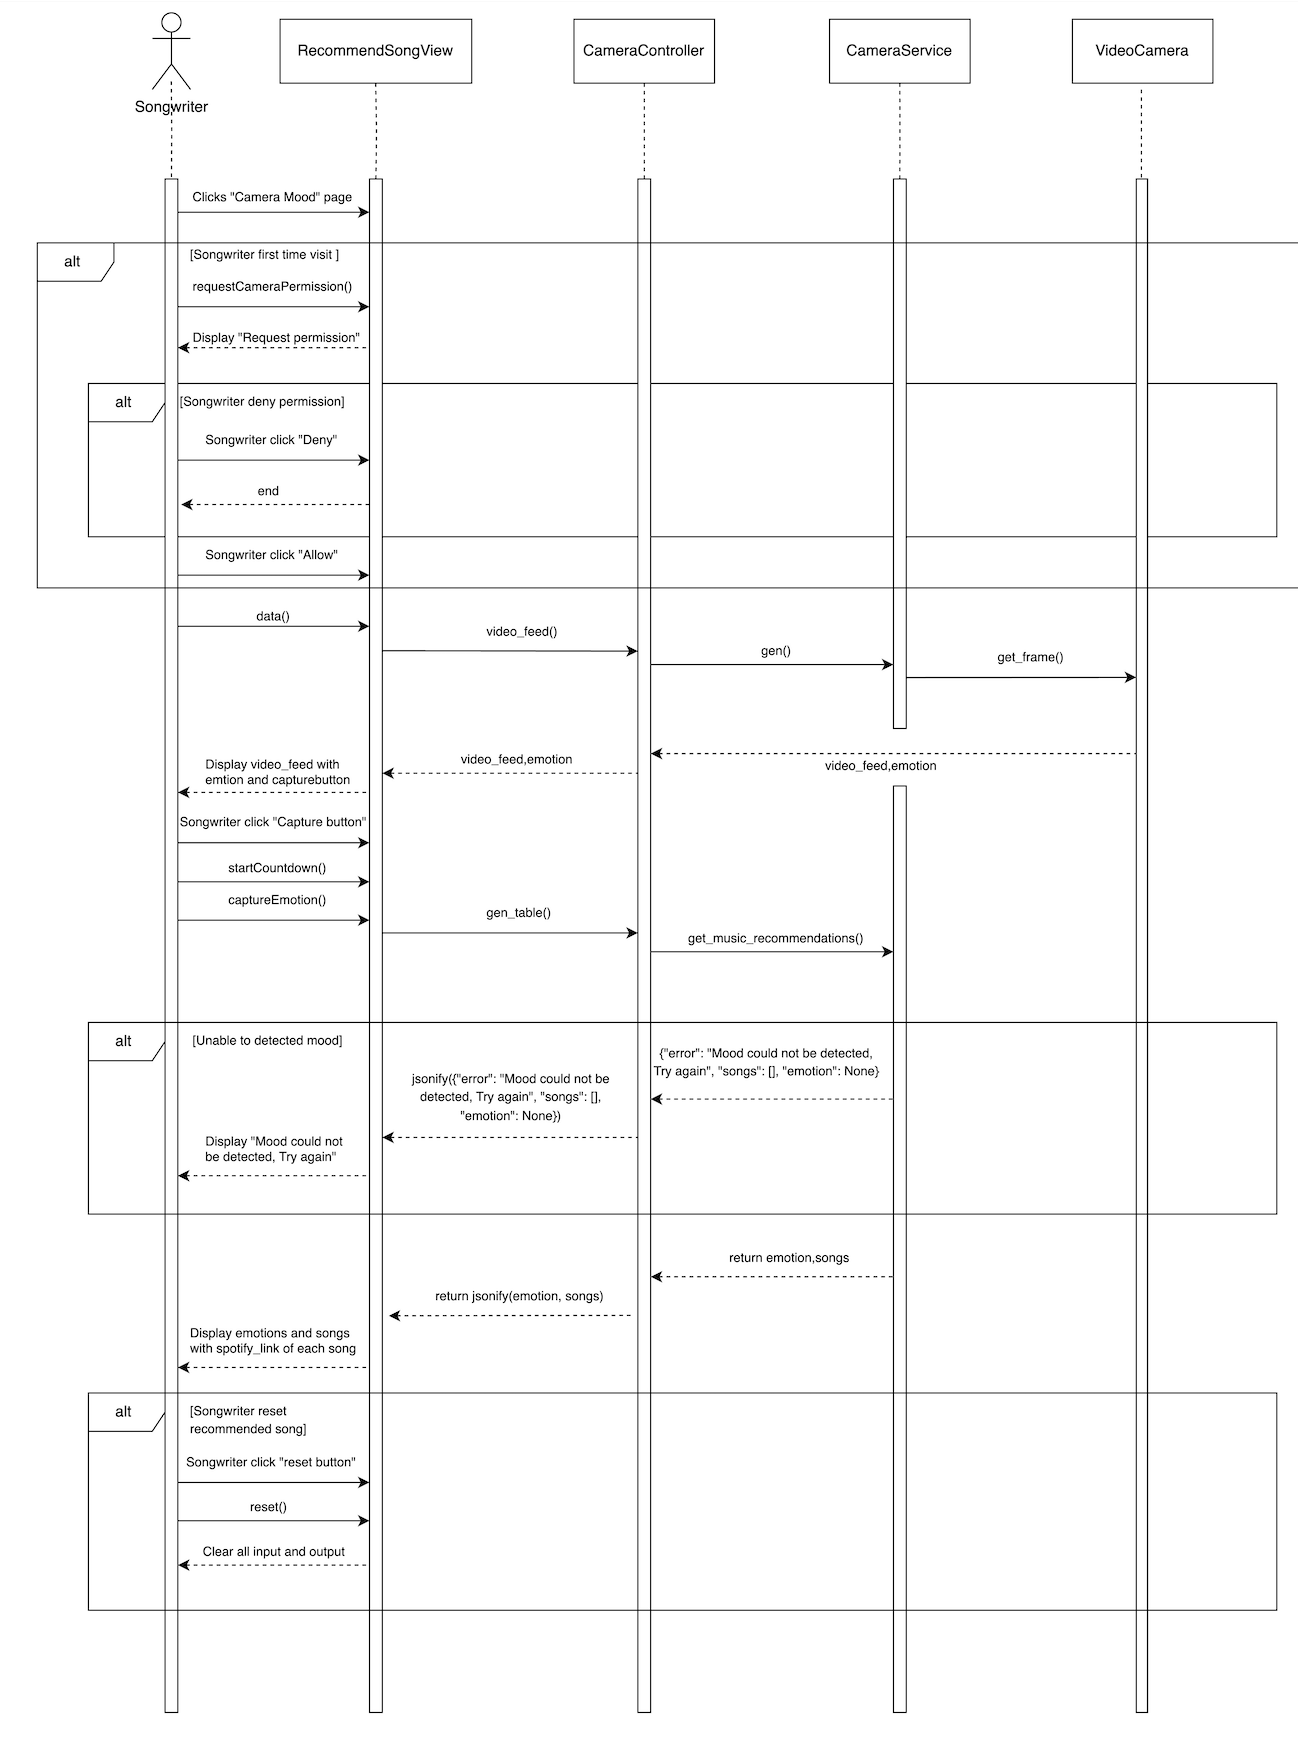 Songwriter
RecommendSongView
CameraController
CameraService
VideoCamera
Clicks "Camera Mood" page
alt
[Songwriter first time visit ]
requestCameraPermission()
Display "Request permission"
alt
[Songwriter deny permission]
Songwriter click "Deny"
end
Songwriter click "Allow"
data()
video_feed()
gen()
get_frame()
video_feed,emotion
video_feed,emotion
Display video_feed with
emtion and capturebutton
Songwriter click "Capture button"
startCountdown()
captureEmotion()
gen_table()
get_music_recommendations()
alt
[Unable to detected mood]
{"error": "Mood could not be detected,
Try again", "songs": [], "emotion": None}
jsonify({"error": "Mood could not be
detected, Try again", "songs": [],
"emotion": None})
Display "Mood could not
be detected, Try again"
return emotion,songs
return jsonify(emotion, songs)
Display emotions and songs
with spotify_link of each song
alt
[Songwriter reset
recommended song]
Songwriter click "reset button"
reset()
Clear all input and output